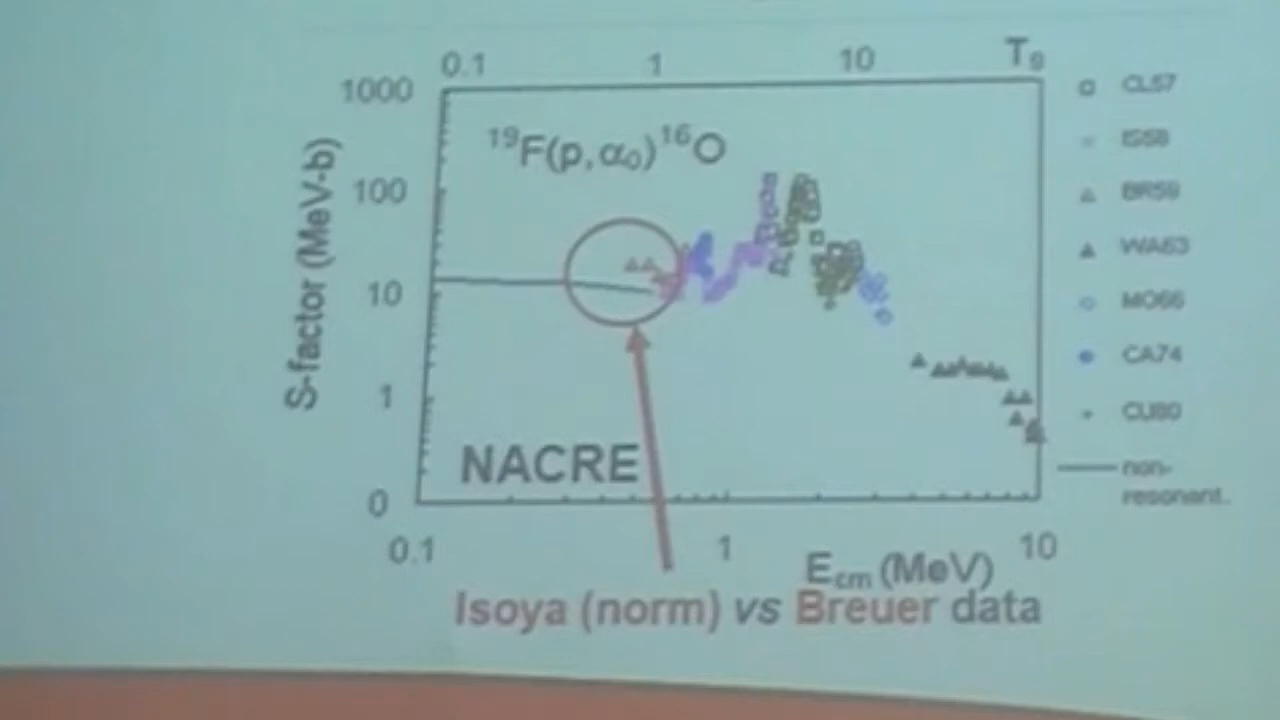 0.1 1 10 T₉
1000
¹⁹F(p,α₀)¹⁶O
100
10
1
0
S-factor (MeV-b)
NACRE
0.1 1 10
E_cm (MeV)
Isoya (norm) vs Breuer data
CL57
IS58
BR59
WA63
MO66
CA74
CU80
non-
resonant.